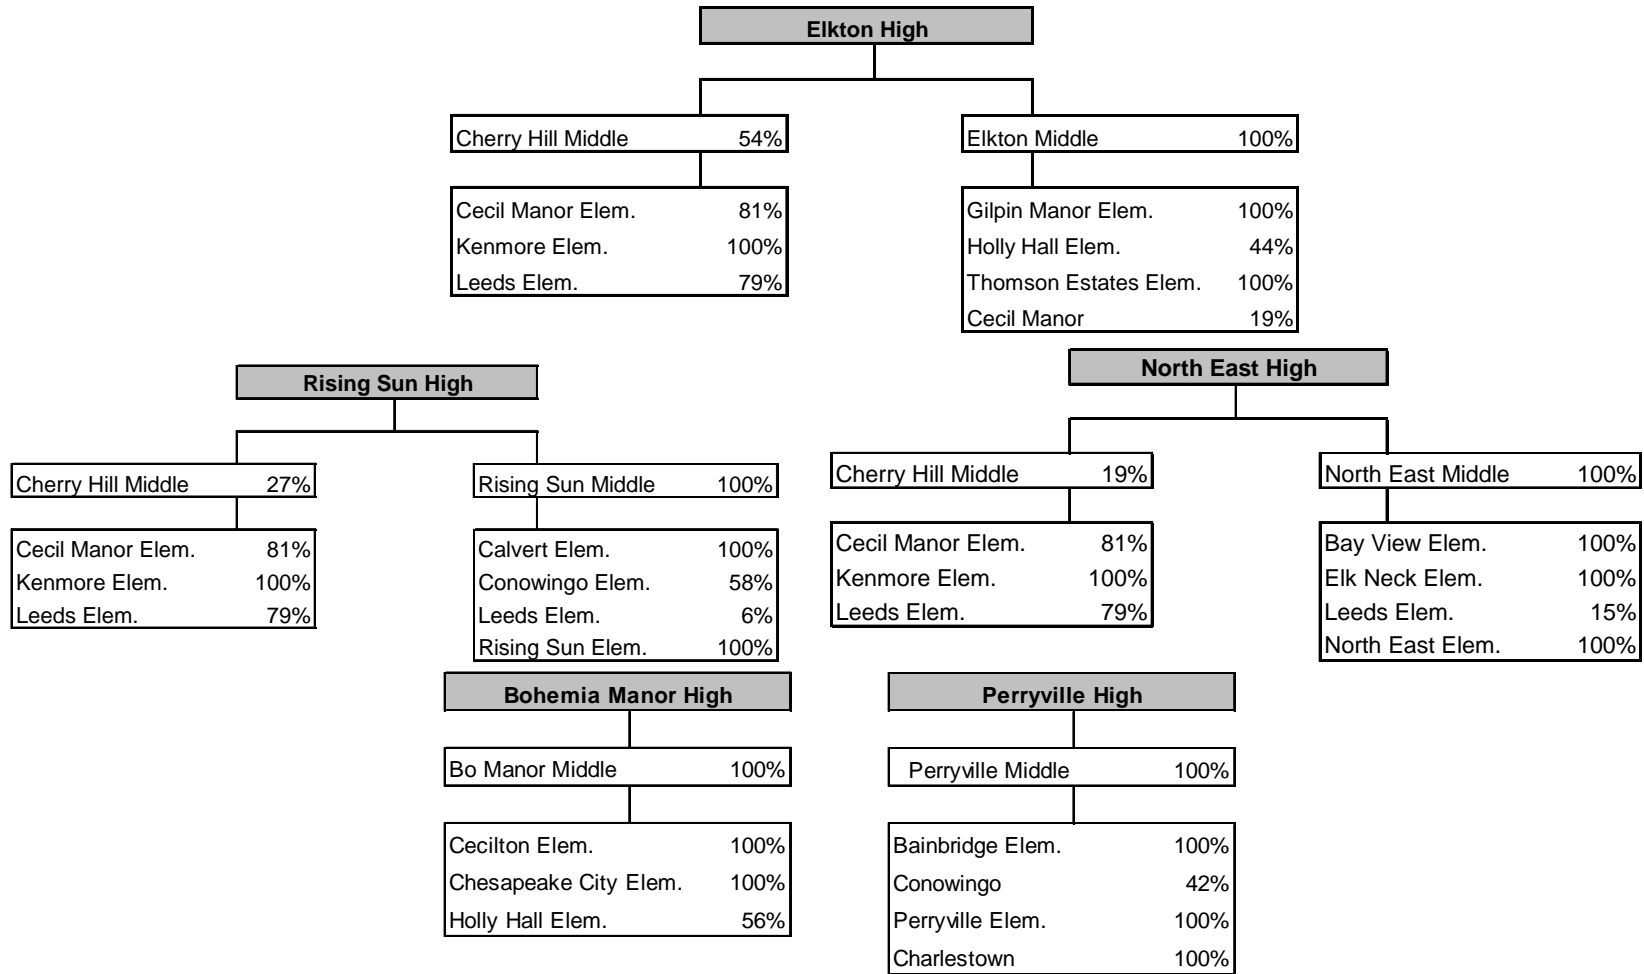 Elkton High
Cherry Hill Middle 54%
Cecil Manor Elem. 81%
Kenmore Elem. 100%
Leeds Elem. 79%
Elkton Middle 100%
Gilpin Manor Elem. 100%
Holly Hall Elem. 44%
Thomson Estates Elem. 100%
Cecil Manor 19%
Rising Sun High
Cherry Hill Middle 27%
Cecil Manor Elem. 81%
Kenmore Elem. 100%
Leeds Elem. 79%
Rising Sun Middle 100%
Calvert Elem. 100%
Conowingo Elem. 58%
Leeds Elem. 6%
Rising Sun Elem. 100%
North East High
Cherry Hill Middle 19%
Cecil Manor Elem. 81%
Kenmore Elem. 100%
Leeds Elem. 79%
North East Middle 100%
Bay View Elem. 100%
Elk Neck Elem. 100%
Leeds Elem. 15%
North East Elem. 100%
Bohemia Manor High
Bo Manor Middle 100%
Cecilton Elem. 100%
Chesapeake City Elem. 100%
Holly Hall Elem. 56%
Perryville High
Perryville Middle 100%
Bainbridge Elem. 100%
Conowingo 42%
Perryville Elem. 100%
Charlestown 100%